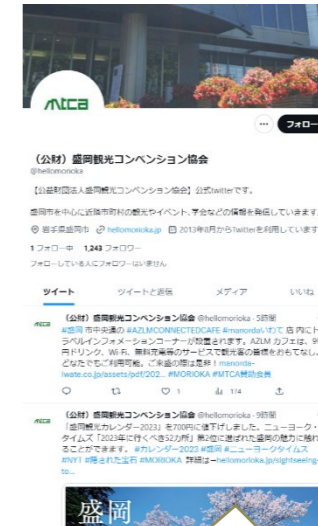 mtca
フォロー
(公財) 盛岡観光コンベンション協会
@hellomorioka
【公益財団法人盛岡観光コンベンション協会】公式twitterです。
盛岡市を中心に近隣市町村の観光やイベント、学会などの情報を発信しています
岩手県盛岡市 hellomorioka.jp 2013年8月からTwitterを利用しています
1 フォロー中 1,243 フォロワー
フォローしている人にフォロワーはいません
ツイート ツイートと返信 メディア いいね
(公財) 盛岡観光コンベンション協会 @hellomorioka · 5時間
#盛岡 市中央通の #AZLMCONNECTEDCAFE #manordaいわて 店 内にト
ラベルインフォメーションコーナーが設置されます。AZLM カフェは、99
円ドリンク、Wi-Fi、無料充電等のサービスで観光客の皆様をおもてなし。
どなたでもご利用可能。ご来盛の際は是非！manorda-
iwate.co.jp/assets/pdf/202... #MORIOKA #MTCA賛助会員
1 174
(公財) 盛岡観光コンベンション協会 @hellomorioka · 9時間
「盛岡観光カレンダー2023」を700円に値下げしました。ニューヨーク・
タイムズ「2023年に行くべき52カ所」第2位に選ばれた盛岡の魅力に触れ
ることができます。 #カレンダー2023 #盛岡 #ニューヨークタイムズ
#NYT #隠された宝石 #MORIOKA 詳細は→hellomorioka.jp/sightseeing-
to...
盛岡